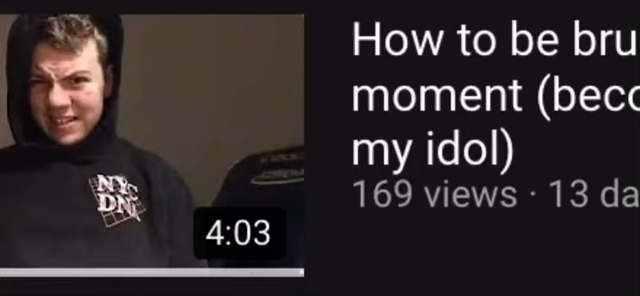 NYC
DNA
4:03
How to be bru
moment (beco
my idol)
169 views · 13 da